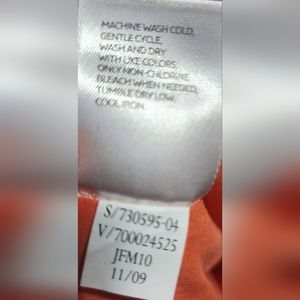 MACHINE WASH COLD,
GENTLE CYCLE,
WASH AND DRY
WITH LIKE COLORS,
ONLY NON-CHLORINE
BLEACH WHEN NEEDED,
TUMBLE DRY LOW,
COOL IRON.
S/730595-04
V/700024525
JFM10
11/09